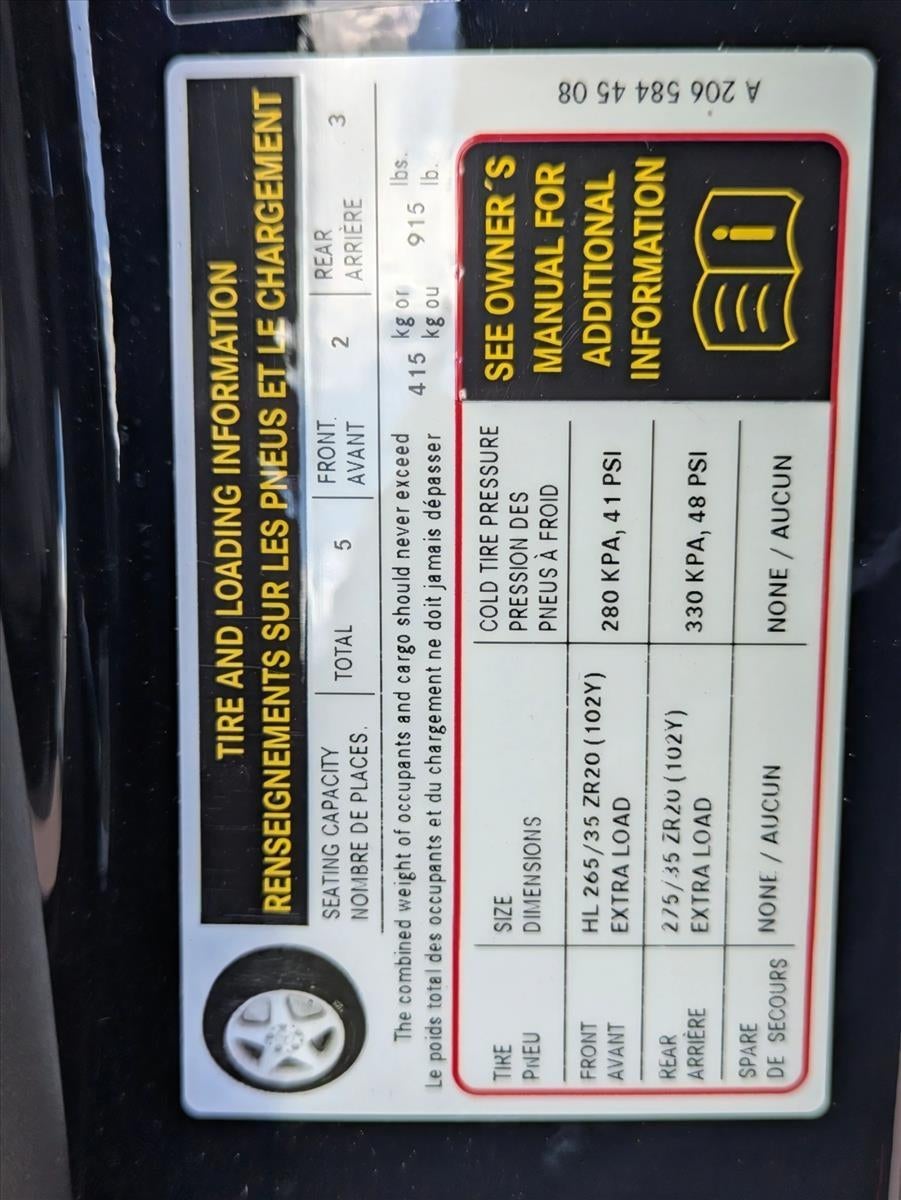 TIRE AND LOADING INFORMATION
RENSEIGNEMENTS SUR LES PNEUS ET LE CHARGEMENT
SEATING CAPACITY
NOMBRE DE PLACES.
TOTAL 5
FRONT.
AVANT
2
REAR
ARRIÈRE
3
The combined weight of occupants and cargo should never exceed
Le poids total des occupants et du chargement ne doit jamais dépasser
415 kg or 915 lbs.
kg ou lb.
TIRE
PNEU
SIZE
DIMENSIONS
COLD TIRE PRESSURE
PRESSION DES
PNEUS À FROID
FRONT
AVANT
HL 265/35 ZR20 (102Y)
EXTRA LOAD
280 KPA, 41 PSI
REAR
ARRIÈRE
275/35 ZR20 (102Y)
EXTRA LOAD
330 KPA, 48 PSI
SPARE
DE SECOURS
NONE / AUCUN
NONE / AUCUN
SEE OWNER´S
MANUAL FOR
ADDITIONAL
INFORMATION
i
A 206 584 45 08